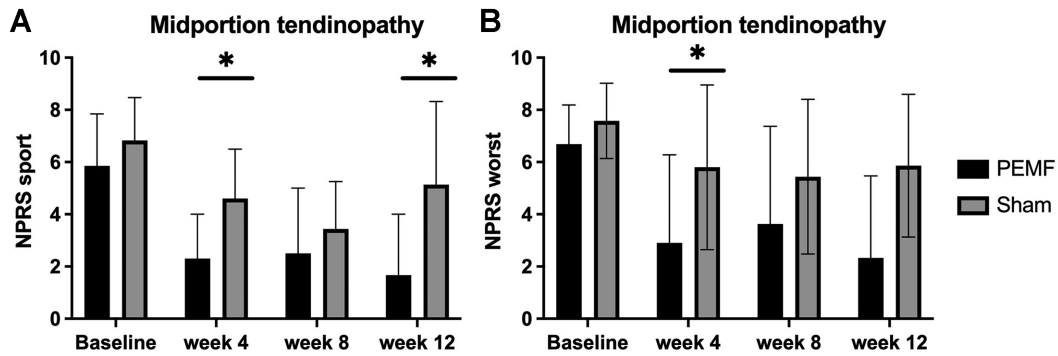 A
Midportion tendinopathy
*
*
NPRS sport
10
8
6
4
2
0
Baseline week 4 week 8 week 12
B
Midportion tendinopathy
*
NPRS worst
10
8
6
4
2
0
Baseline week 4 week 8 week 12
PEMF
Sham